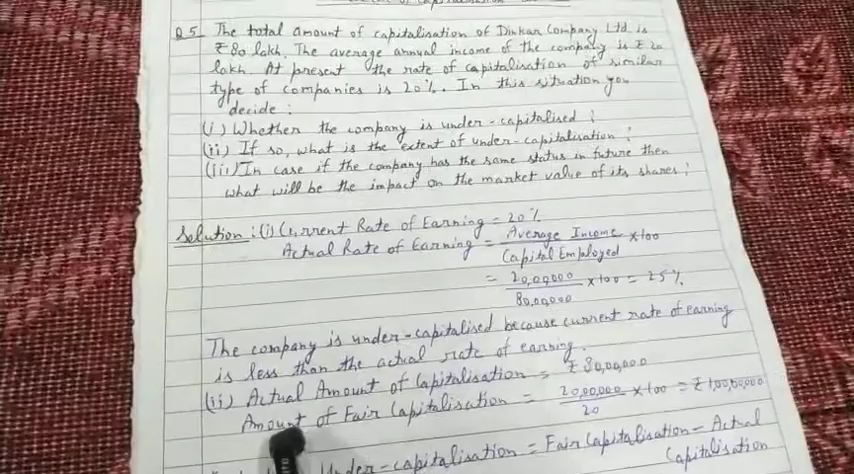 Q5 The total amount of capitalisation of Dinkar Company Ltd. is
₹80 lakh. The average annual income of the company is ₹ 20
lakh. At present the rate of capitalisation of similar
type of companies is 20%. In this situation you
decide :
(i) Whether the company is under-capitalised ?
(ii) If so, what is the extent of under-capitalisation ?
(iii) In case if the company has the same status in future then
what will be the impact on the market value of its shares ?
Solution : (i) Current Rate of Earning = 20%
Actual Rate of Earning = Average Income / Capital Employed × 100
= 20,00,000 / 80,00,000 × 100 = 25%
The company is under-capitalised because current rate of earning
is less than the actual rate of earning.
(ii) Actual Amount of Capitalisation = ₹ 80,00,000
Amount of Fair Capitalisation = 20,00,000 / 20 × 100 = ₹ 1,00,00,000
Under-capitalisation = Fair Capitalisation - Actual
Capitalisation